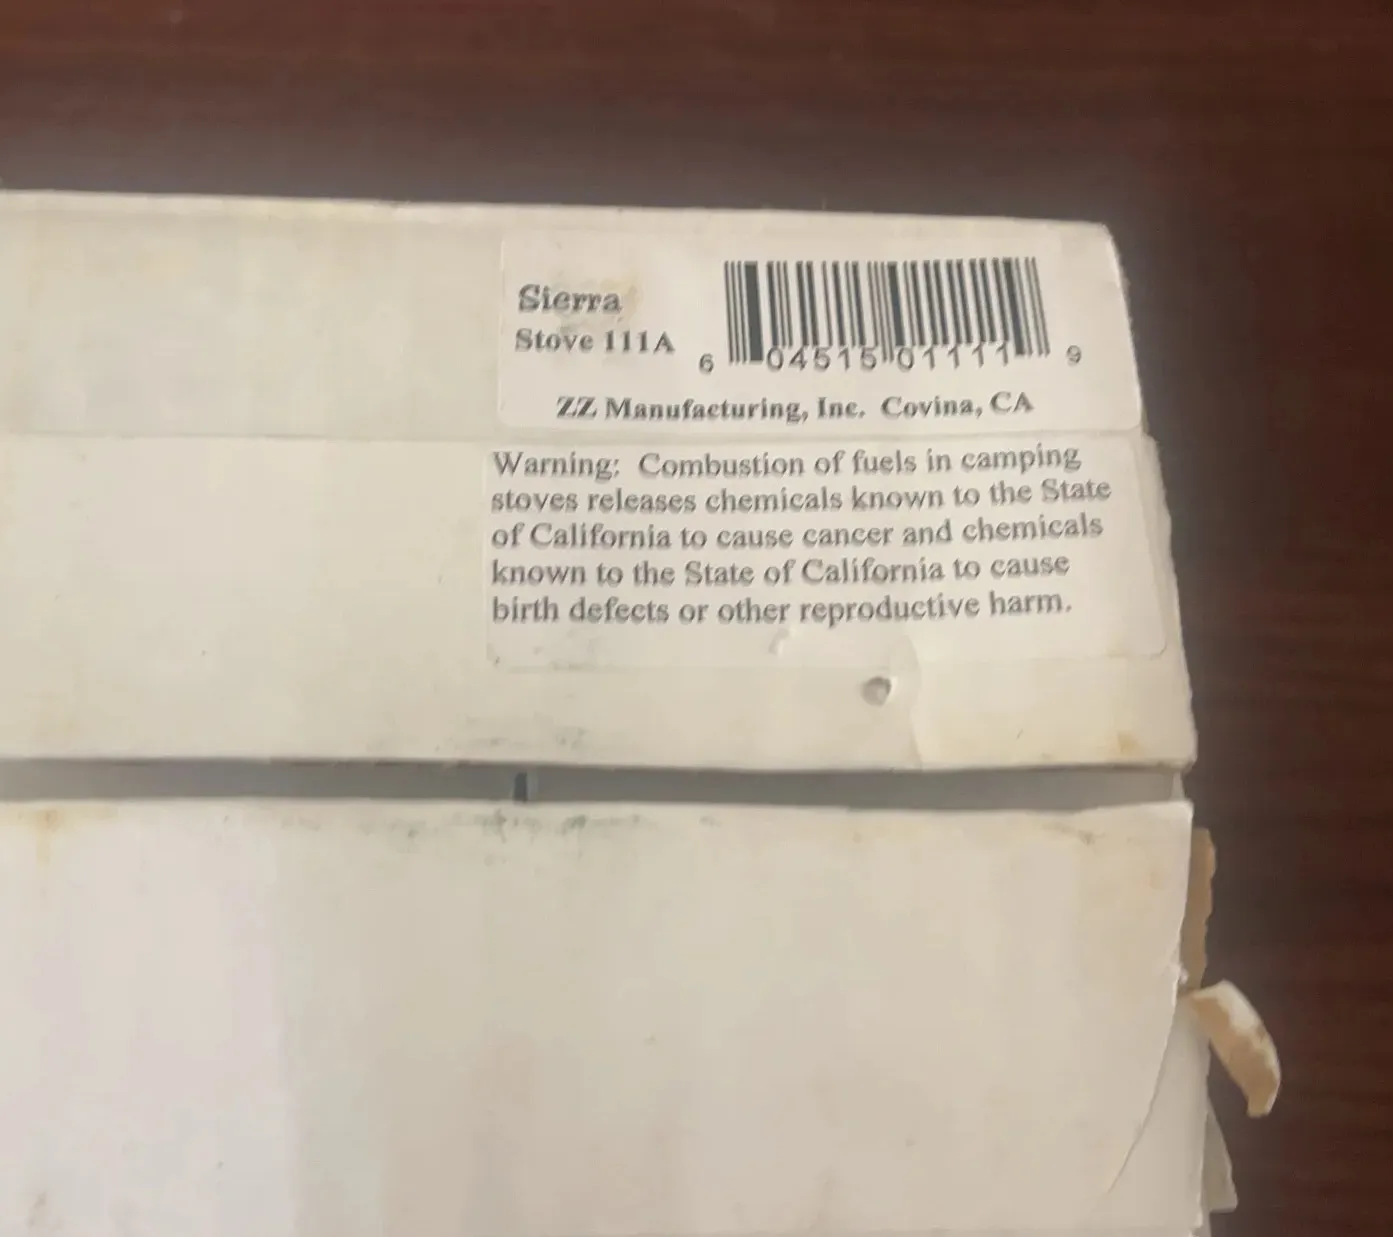 Sierra
Stove 111A
6 04515 01111 9
ZZ Manufacturing, Inc. Covina, CA
Warning: Combustion of fuels in camping
stoves releases chemicals known to the State
of California to cause cancer and chemicals
known to the State of California to cause
birth defects or other reproductive harm.